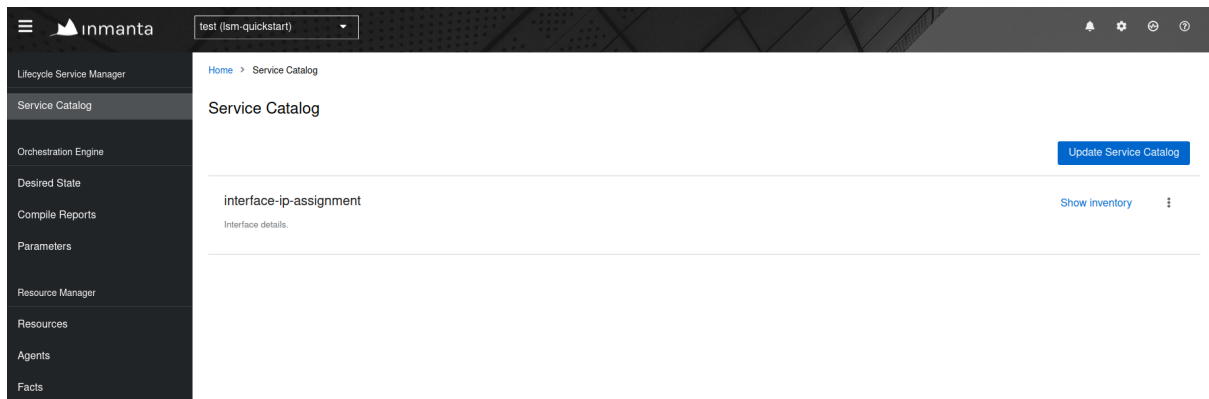 inmanta
test (lsm-quickstart)
Lifecycle Service Manager
Service Catalog
Orchestration Engine
Desired State
Compile Reports
Parameters
Resource Manager
Resources
Agents
Facts
Home > Service Catalog
Service Catalog
Update Service Catalog
interface-ip-assignment
Show inventory
Interface details.